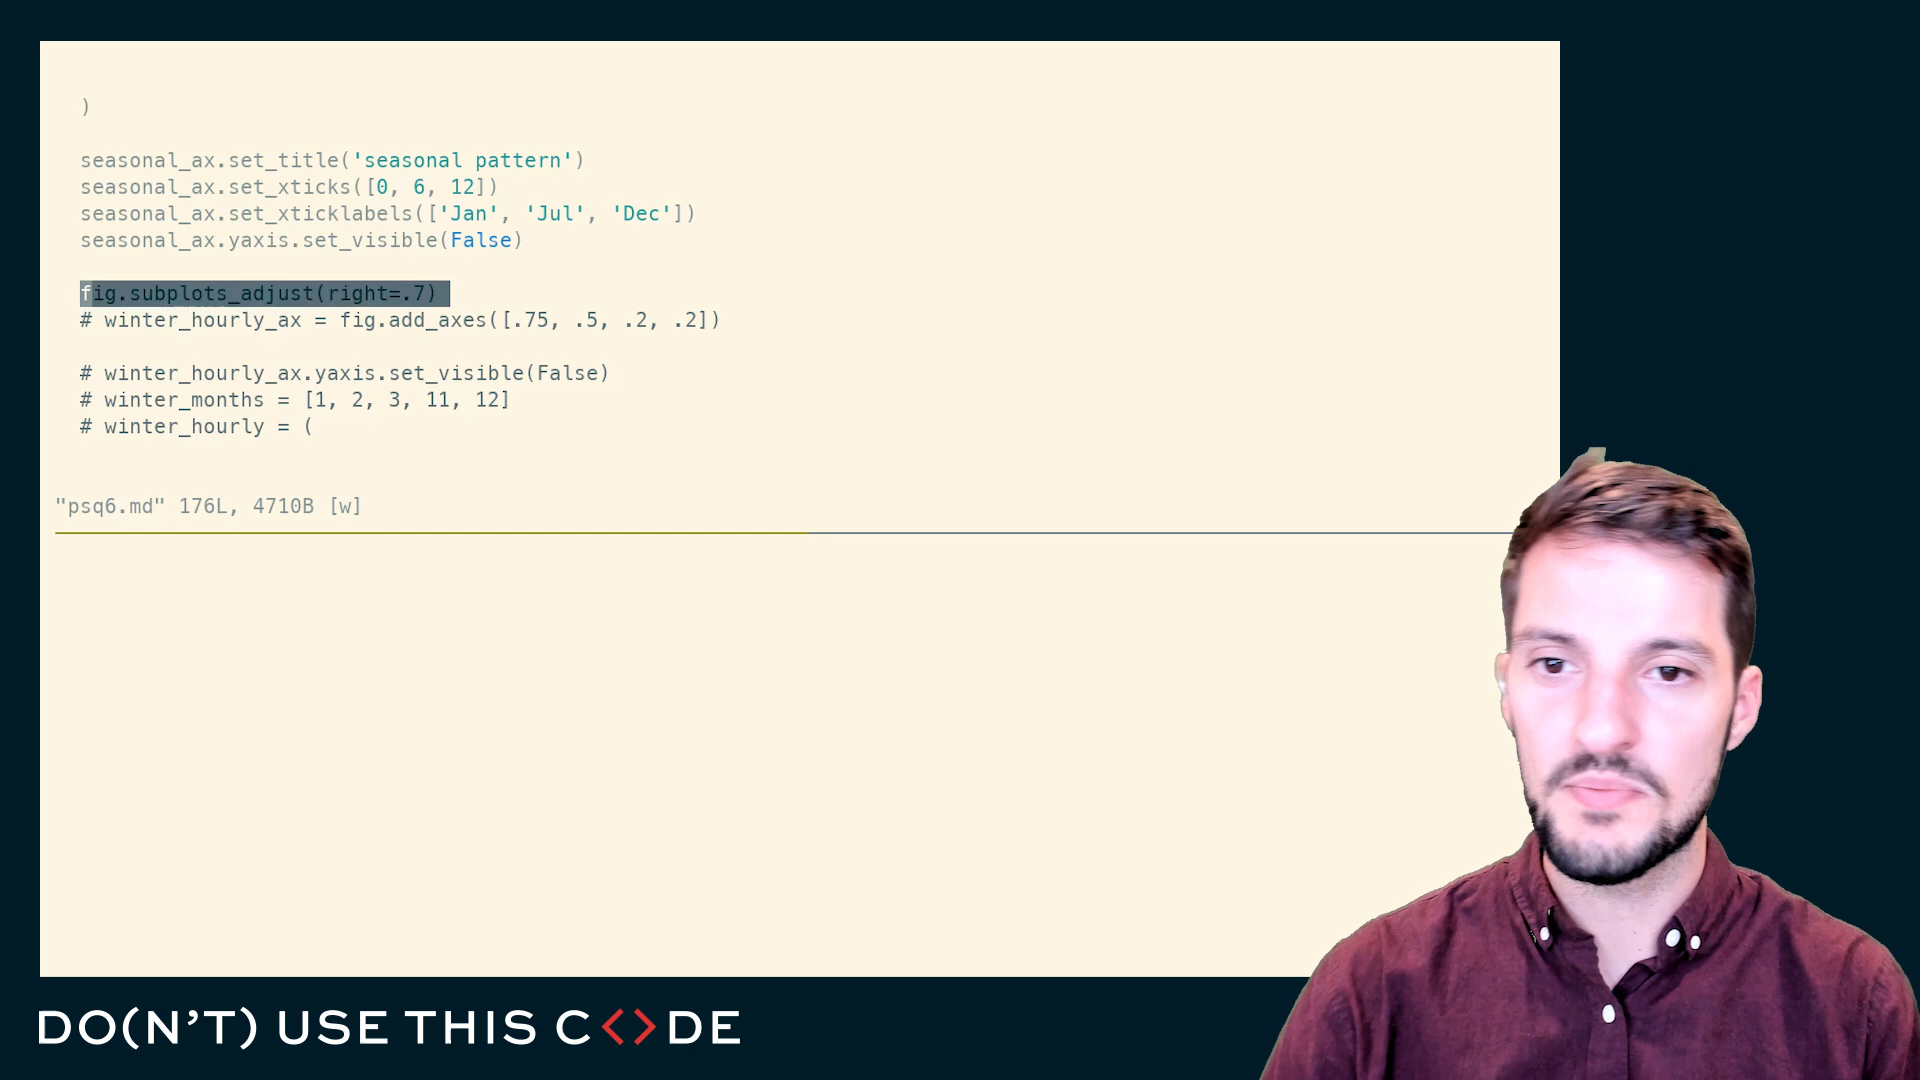 )
seasonal_ax.set_title('seasonal pattern')
seasonal_ax.set_xticks([0, 6, 12])
seasonal_ax.set_xticklabels(['Jan', 'Jul', 'Dec'])
seasonal_ax.yaxis.set_visible(False)
fig.subplots_adjust(right=.7)
# winter_hourly_ax = fig.add_axes([.75, .5, .2, .2])
# winter_hourly_ax.yaxis.set_visible(False)
# winter_months = [1, 2, 3, 11, 12]
# winter_hourly = (
"psq6.md" 176L, 4710B [w]
DO(N’T) USE THIS C<>DE